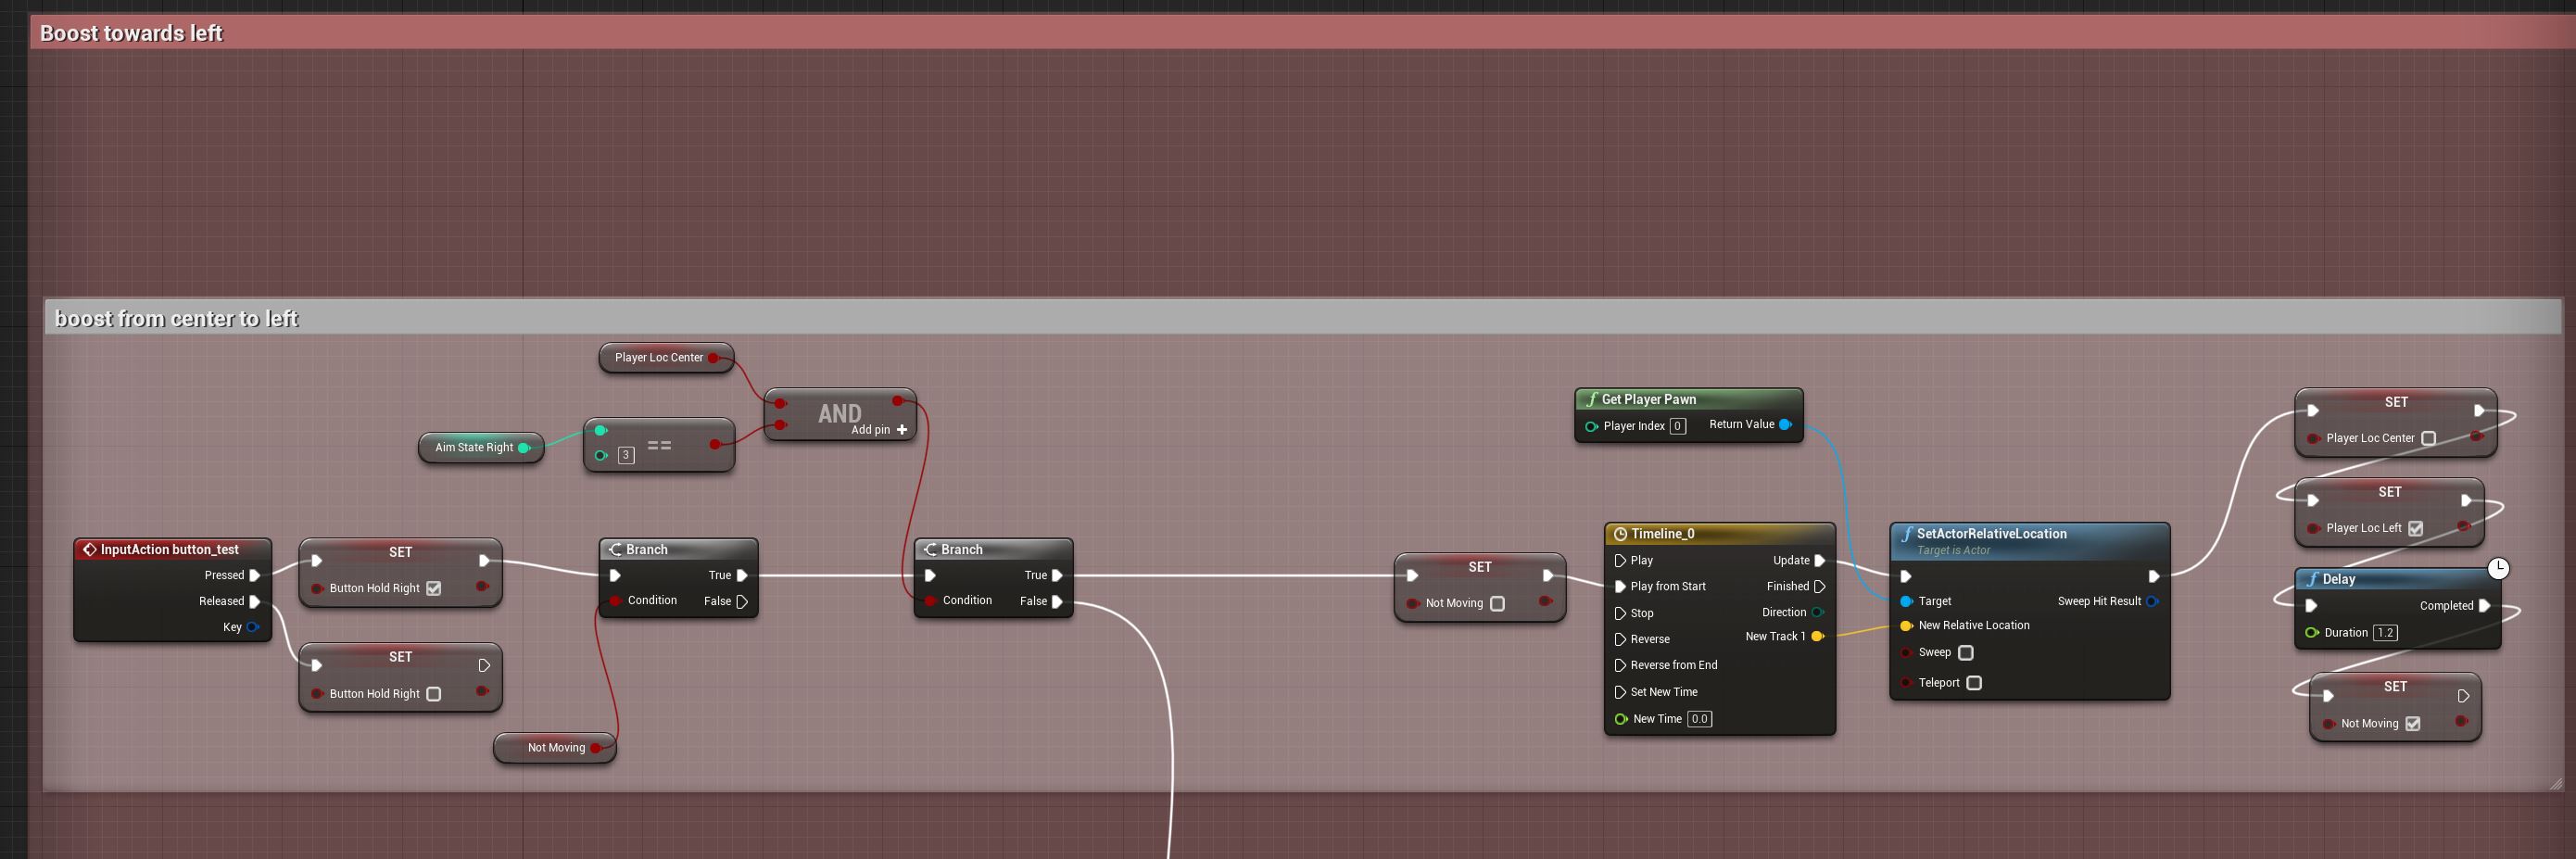 Boost towards left
boost from center to left
Player Loc Center
AND
Add pin
Aim State Right
3
==
Get Player Pawn
Player Index 0
Return Value
SET
Player Loc Center
SET
Player Loc Left
InputAction button_test
Pressed
Released
Key
SET
Button Hold Right
SET
Button Hold Right
Branch
True
Condition
False
Not Moving
Branch
True
Condition
False
SET
Not Moving
Timeline_0
Play
Update
Play from Start
Finished
Stop
Direction
Reverse
New Track 1
Reverse from End
Set New Time
New Time 0.0
SetActorRelativeLocation
Target is Actor
Target
Sweep Hit Result
New Relative Location
Sweep
Teleport
Delay
Completed
Duration 1.2
SET
Not Moving